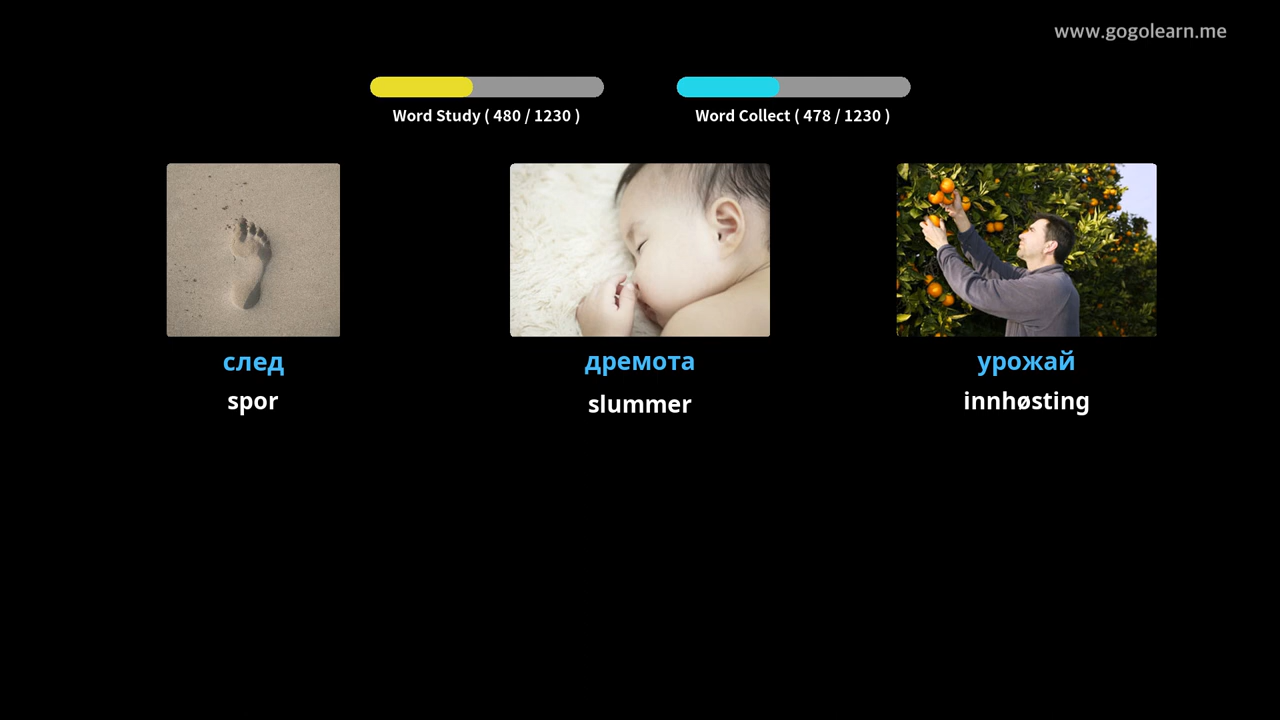 www.gogolearn.me
Word Study ( 480 / 1230 )
Word Collect ( 478 / 1230 )
след
spor
дремота
slummer
урожай
innhøsting